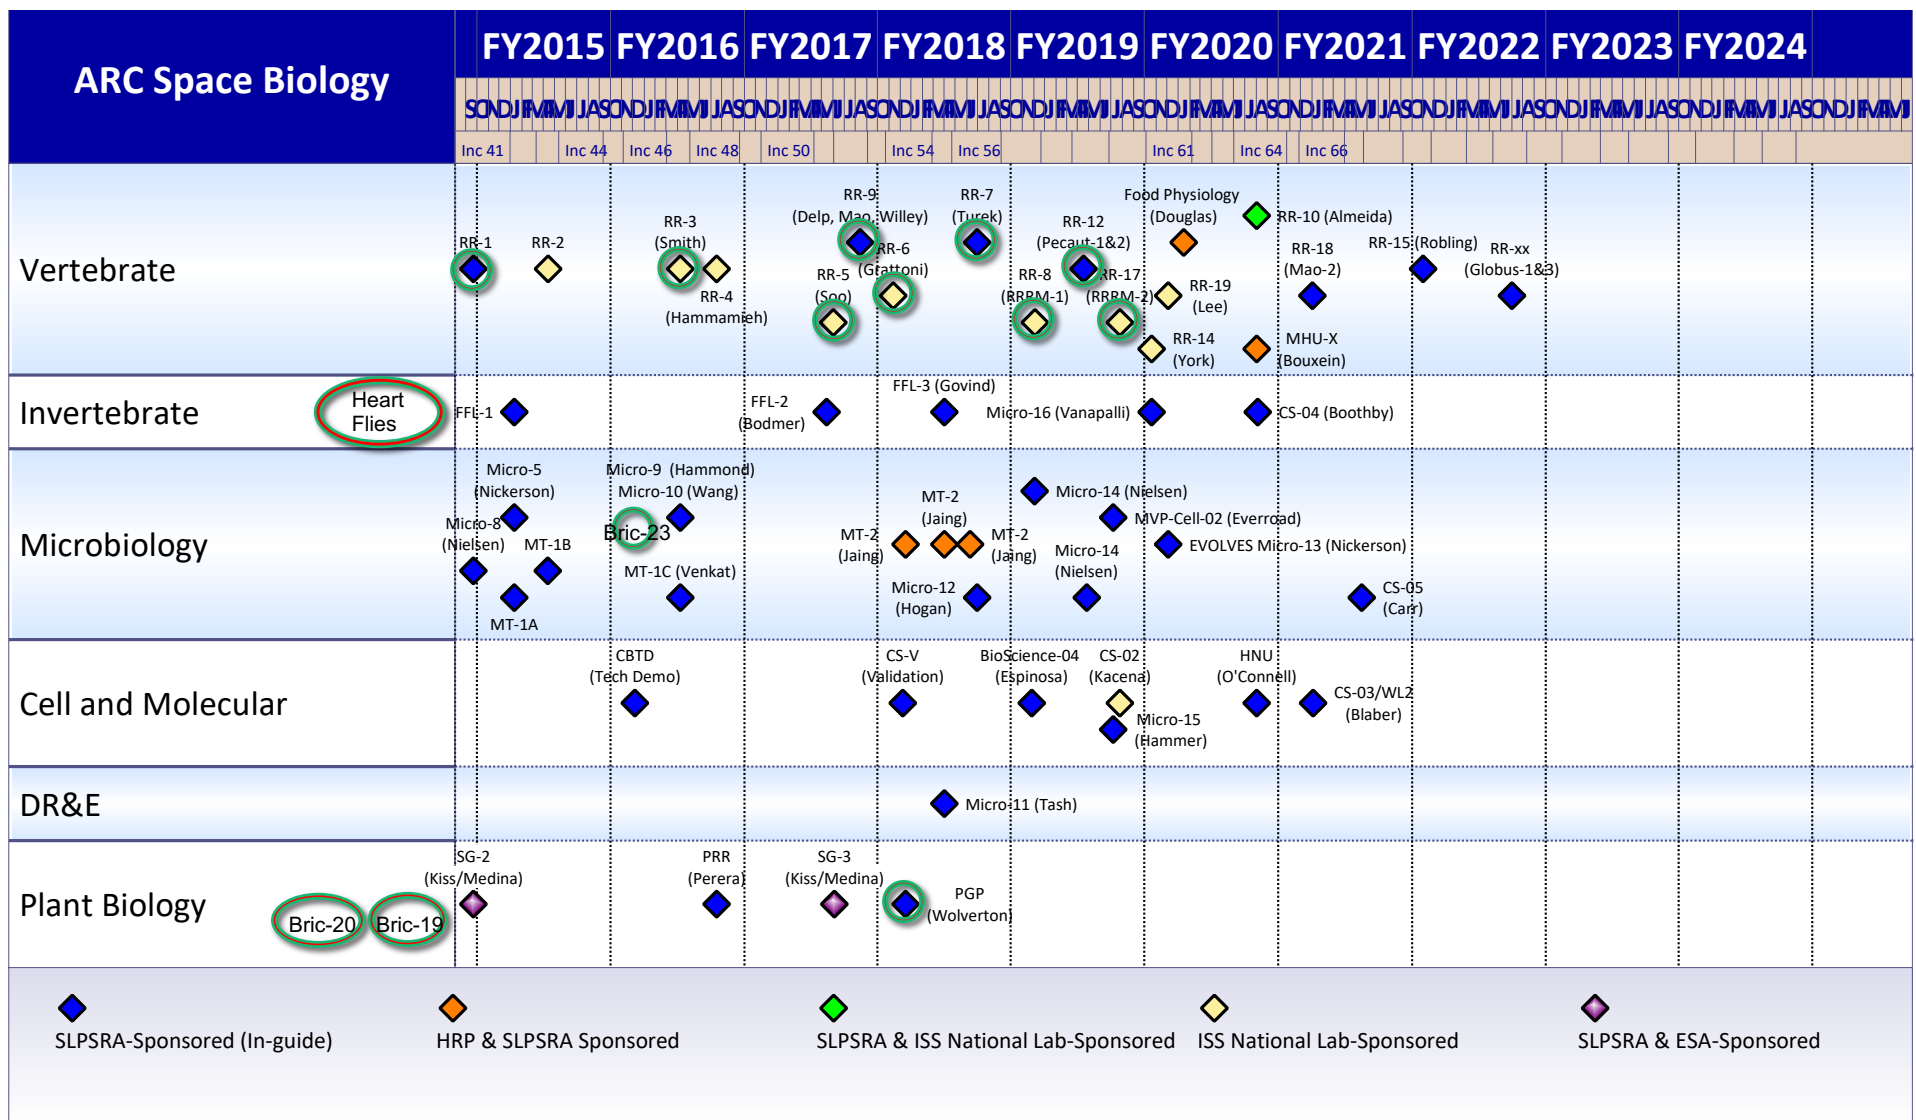 ARC Space Biology
FY2015 FY2016 FY2017 FY2018 FY2019 FY2020 FY2021 FY2022 FY2023 FY2024
Inc 41 Inc 44 Inc 46 Inc 48 Inc 50 Inc 54 Inc 56 Inc 61 Inc 64 Inc 66
Vertebrate
RR-1
RR-2
RR-3
(Smith)
RR-4
(Hammamieh)
RR-9
(Delp, Mao, Willey)
RR-5
(Soo)
RR-6
(Grattoni)
RR-7
(Turek)
RR-8
(RRRM-1)
RR-12
(Pecaut-1&2)
RR-17
(RRRM-2)
Food Physiology
(Douglas)
RR-19
(Lee)
RR-14
(York)
RR-10 (Almeida)
RR-18
(Mao-2)
MHU-X
(Bouxein)
RR-15 (Robling)
RR-xx
(Globus-1&3)
Invertebrate
Heart
Flies
FFL-1
FFL-2
(Bodmer)
FFL-3 (Govind)
Micro-16 (Vanapalli)
CS-04 (Boothby)
Microbiology
Micro-5
(Nickerson)
Micro-8
(Nielsen)
MT-1B
MT-1A
Micro-9 (Hammond)
Micro-10 (Wang)
Bric-23
MT-1C (Venkat)
MT-2
(Jaing)
MT-2
(Jaing)
MT-2
(Jaing)
Micro-12
(Hogan)
Micro-14 (Nielsen)
MVP-Cell-02 (Everroad)
EVOLVES Micro-13 (Nickerson)
Micro-14
(Nielsen)
CS-05
(Carr)
Cell and Molecular
CBTD
(Tech Demo)
CS-V
(Validation)
BioScience-04
(Espinosa)
CS-02
(Kacena)
Micro-15
(Hammer)
HNU
(O'Connell)
CS-03/WL2
(Blaber)
DR&E
Micro-11 (Tash)
Plant Biology
Bric-20
Bric-19
SG-2
(Kiss/Medina)
PRR
(Perera)
SG-3
(Kiss/Medina)
PGP
(Wolverton)
SLPSRA-Sponsored (In-guide)
HRP & SLPSRA Sponsored
SLPSRA & ISS National Lab-Sponsored
ISS National Lab-Sponsored
SLPSRA & ESA-Sponsored